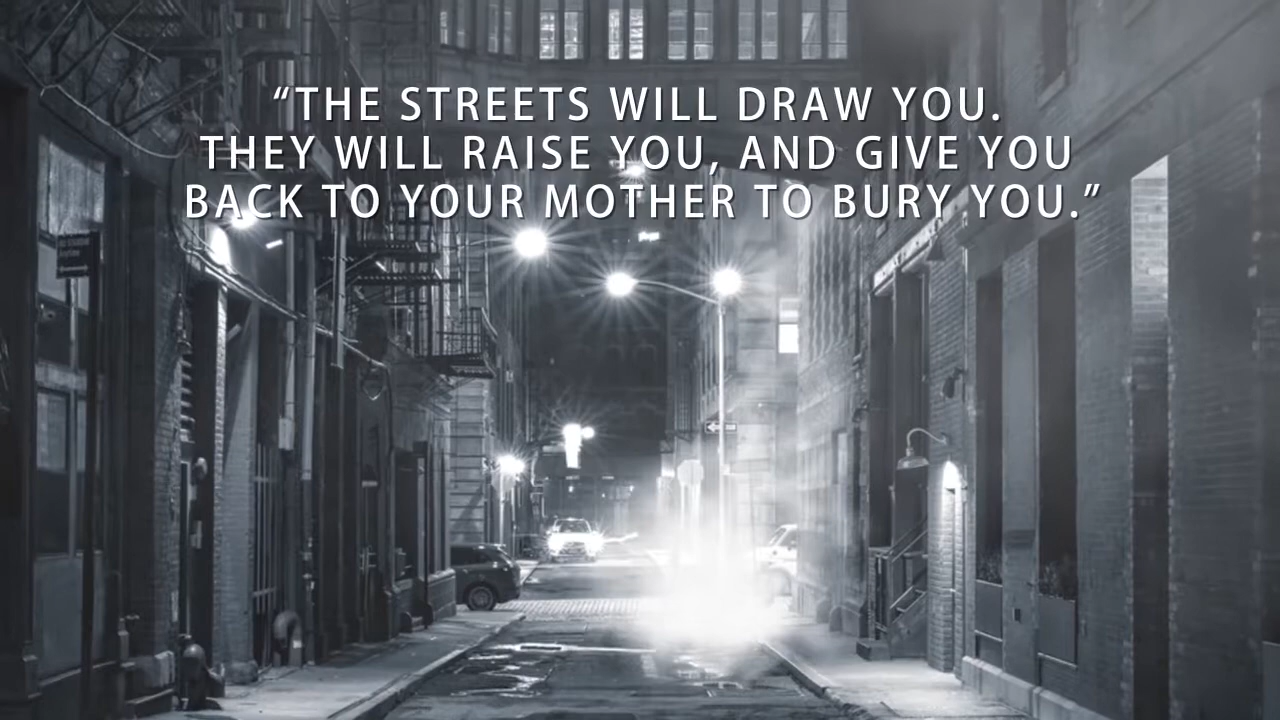 “THE STREETS WILL DRAW YOU.
THEY WILL RAISE YOU, AND GIVE YOU
BACK TO YOUR MOTHER TO BURY YOU.”